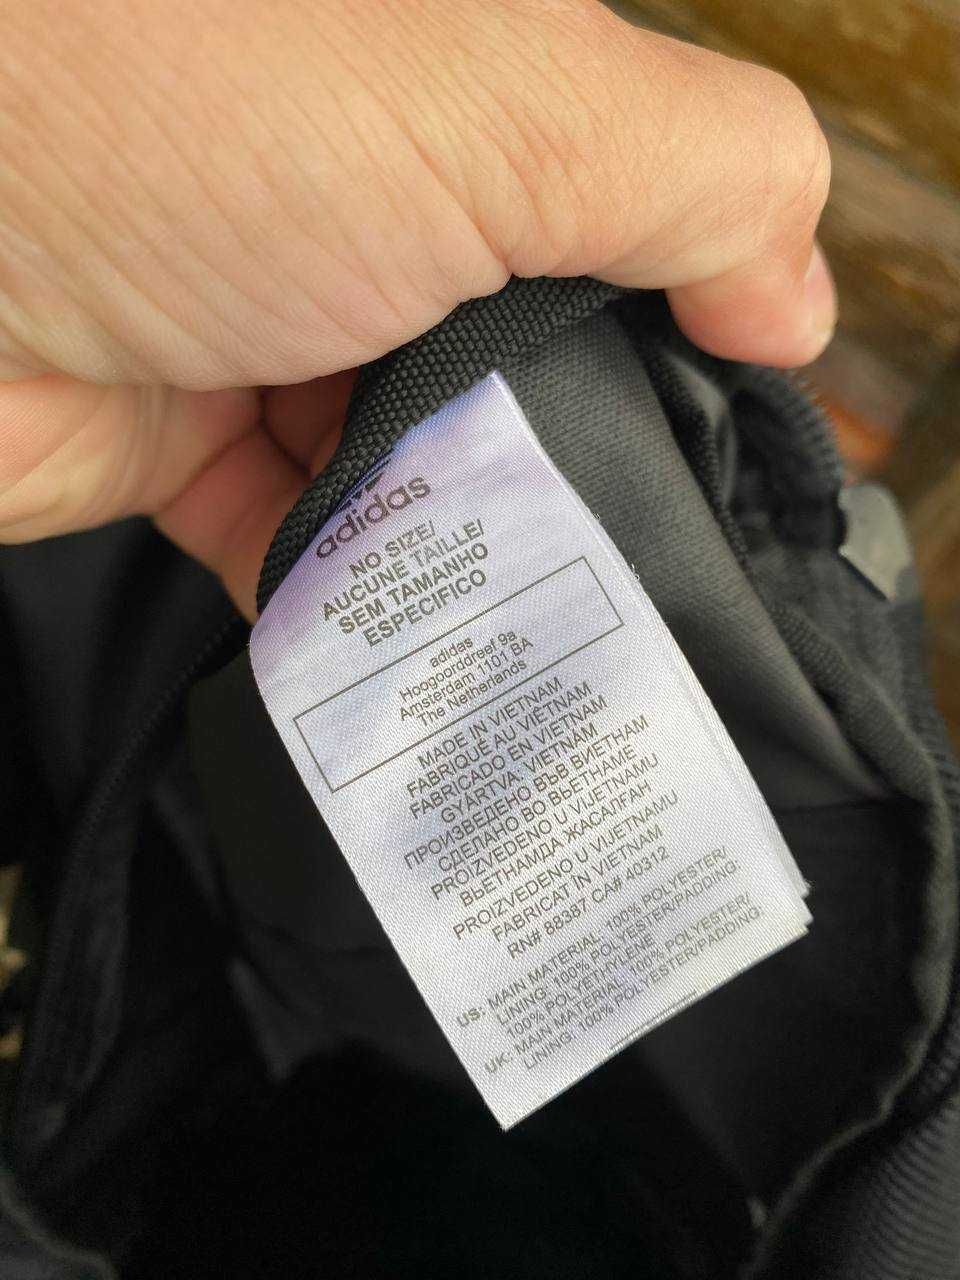 adidas
NO SIZE/
AUCUNE TAILLE/
SEM TAMANHO
ESPECIFICO
adidas
Hoogoorddreef 9a
Amsterdam 1101 BA
The Netherlands
MADE IN VIETNAM
FABRIQUÉ AU VIÊTNAM
FABRICADO EN VIETNAM
GYÁRTVA: VIETNAM
ПРОИЗВЕДЕНО ВЪВ ВИЕТНАМ
СДЕЛАНО ВО ВЬЕТНАМЕ
PROIZVEDENO U VIJETNAMU
ВЬЕТНАМДА ЖАСАЛҒАН
PROIZVEDENO U VIJETNAMU
FABRICAT ÎN VIETNAM
RN# 88387 CA# 40312
US: MAIN MATERIAL: 100% POLYESTER/
LINING: 100% POLYESTER/PADDING:
100% POLYETHYLENE
UK: MAIN MATERIAL: 100% POLYESTER/
LINING: 100% POLYESTER/PADDING: